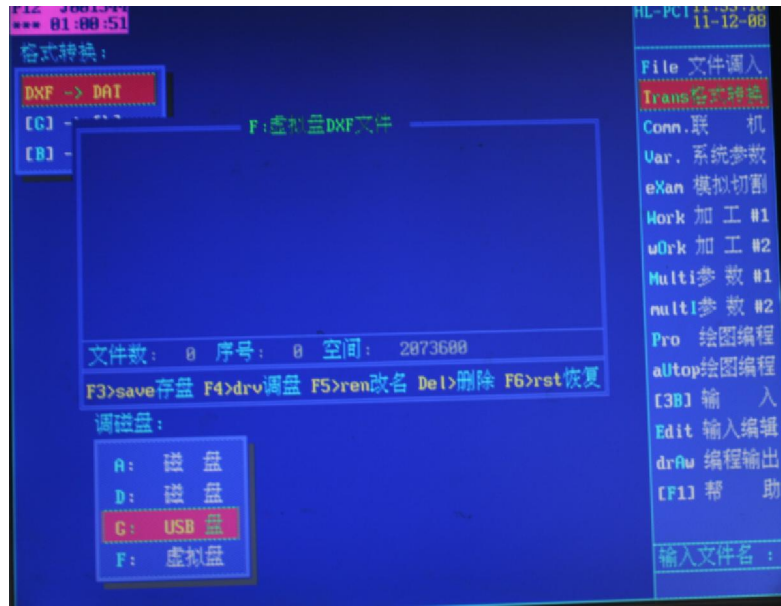 *** 01:00:51
格式转换：
DXF -> DAT
[G] -
[B] -
F:虚拟盘DXF文件
文件数： 0 序号： 0 空间： 2073600
F3>save存盘 F4>drv调盘 F5>ren改名 Del>删除 F6>rst恢复
调磁盘：
A: 磁 盘
D: 磁 盘
G: USB 盘
F: 虚拟盘
HL-PCI
11-12-08
File 文件调入
Trans格式转换
Conn.联 机
Var. 系统参数
eXam 模拟切割
Work 加 工 #1
wOrk 加 工 #2
Multi参 数 #1
multI参 数 #2
Pro 绘图编程
aUtop绘图编程
[3B] 输 入
Edit 输入编辑
drAw 编程输出
[F1] 帮 助
输入文件名 :